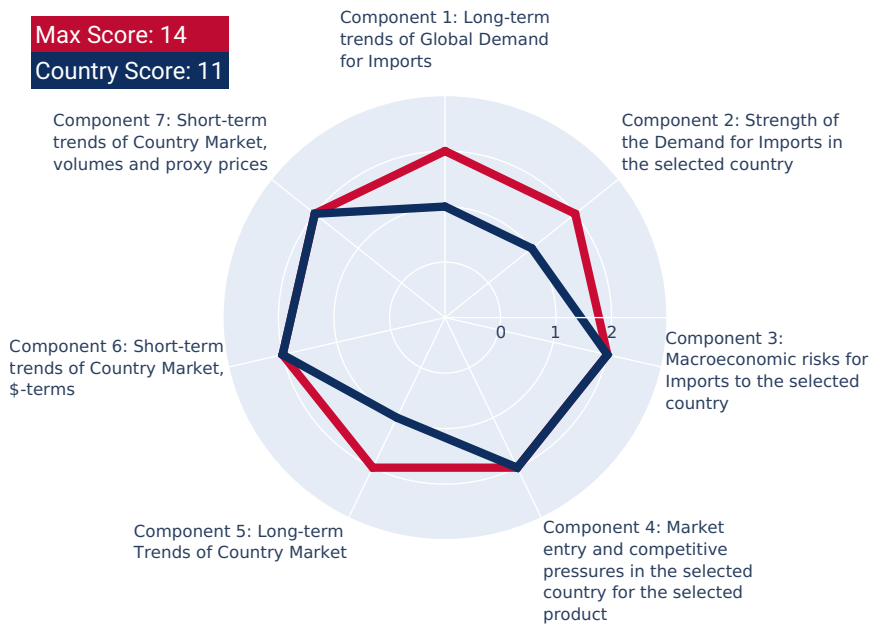 Max Score: 14
Country Score: 11
Component 1: Long-term
trends of Global Demand
for Imports
Component 2: Strength of
the Demand for Imports in
the selected country
Component 7: Short-term
trends of Country Market,
volumes and proxy prices
0
1
2
Component 3:
Macroeconomic risks for
Imports to the selected
country
Component 6: Short-term
trends of Country Market,
$-terms
Component 4: Market
entry and competitive
pressures in the selected
country for the selected
product
Component 5: Long-term
Trends of Country Market